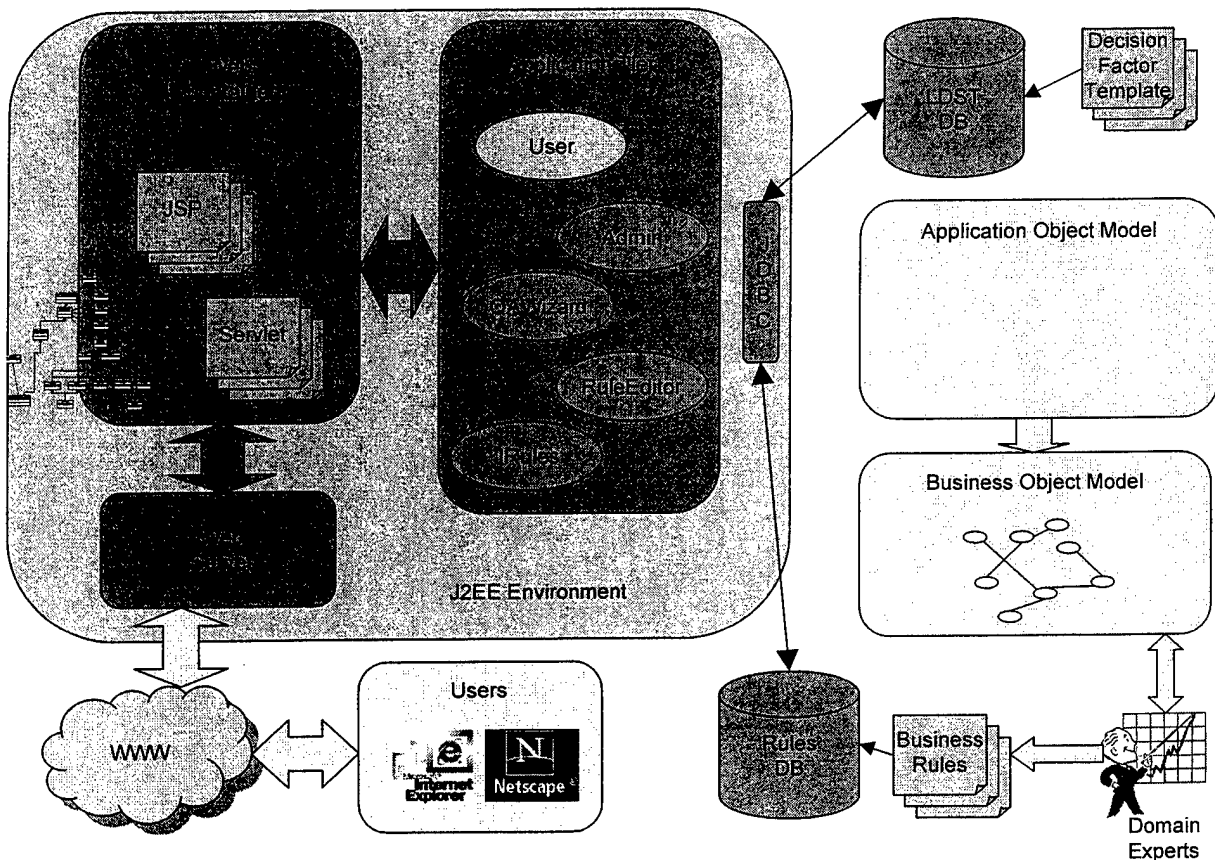 JSP
Servlet
User
Admin
RuleEditor
J
D
B
C
J2EE Environment
WWW
Users
Microsoft
Internet
Explorer
N
Netscape
LDST
DB
Decision
Factor
Template
Application Object Model
Business Object Model
Rules
DB
Business
Rules
Domain
Experts